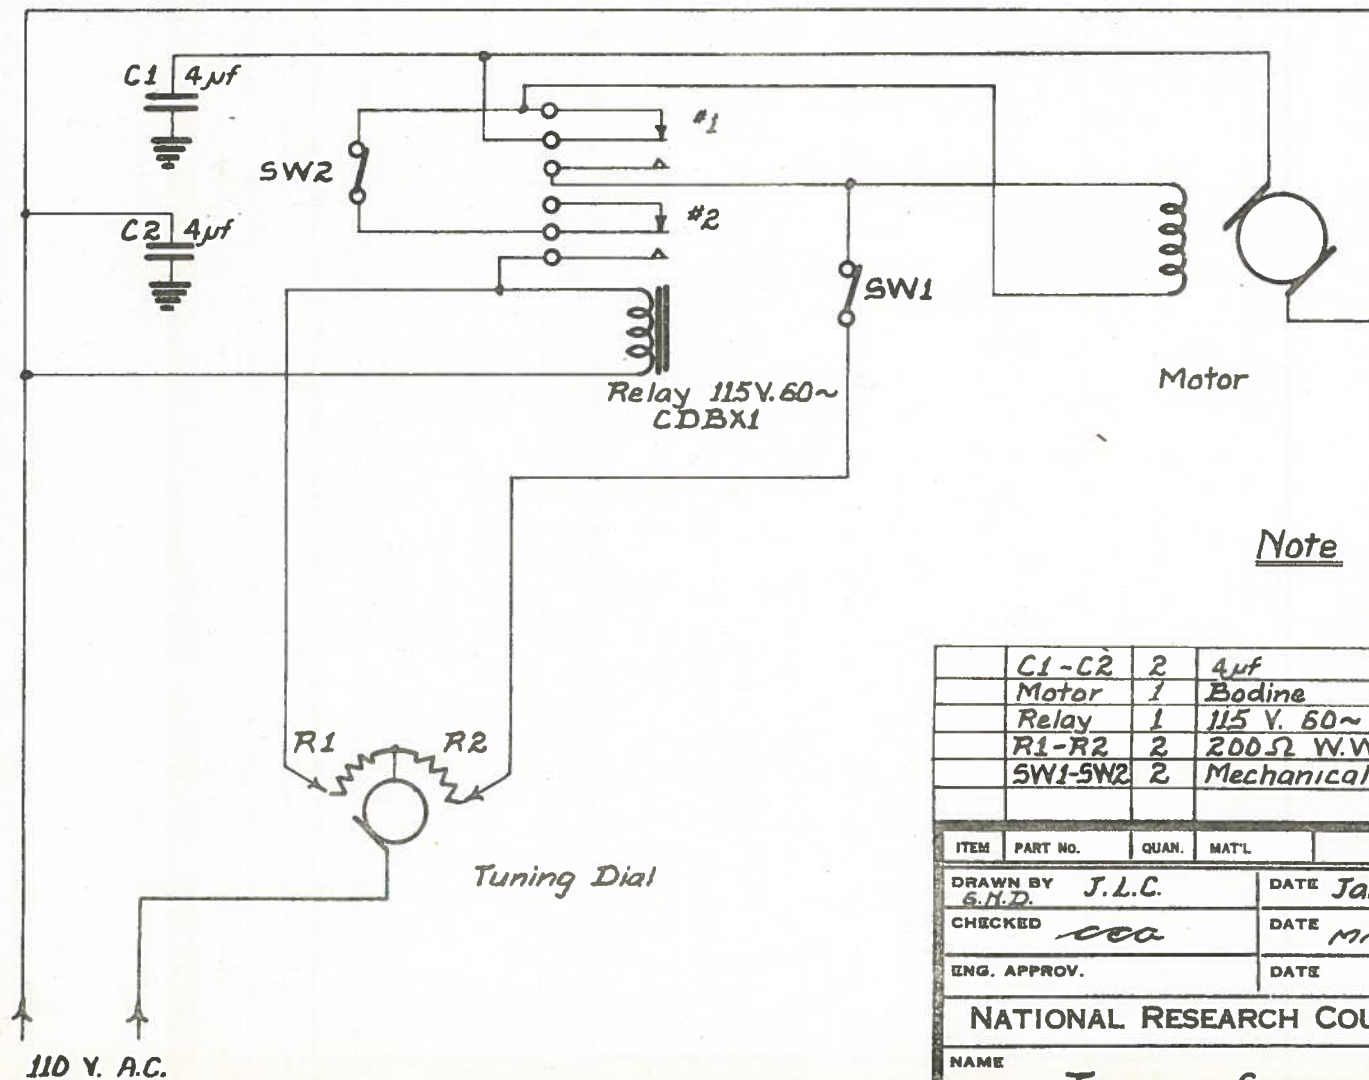 C1 4µf
#1
SW2
C2 4µf
#2
SW1
Relay 115V. 60~
CDBX1
Motor
Note
R1 R2
Tuning Dial
110 V. A.C.
C1-C2 2 4µf
Motor 1 Bodine
Relay 1 115 V. 60~
R1-R2 2 200Ω W.W
SW1-SW2 2 Mechanical
ITEM PART NO. QUAN. MAT'L
DRAWN BY J.L.C. DATE
G.H.D.
CHECKED DATE
ENG. APPROV. DATE
NATIONAL RESEARCH
NAME